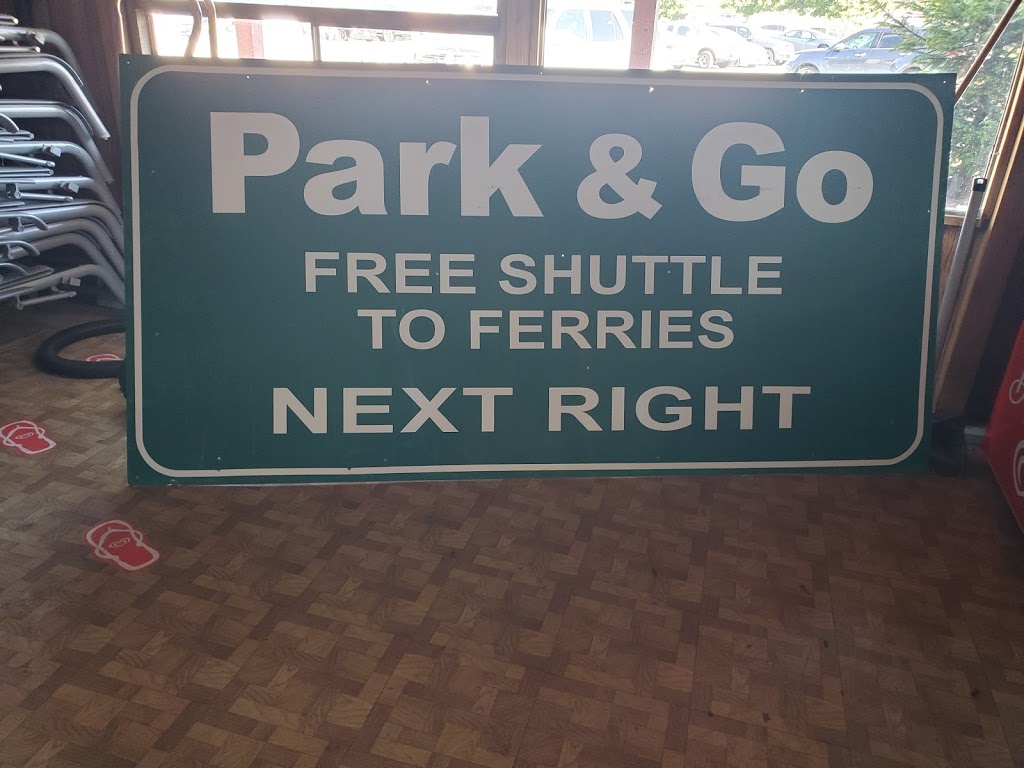 Park & Go
FREE SHUTTLE
TO FERRIES
NEXT RIGHT